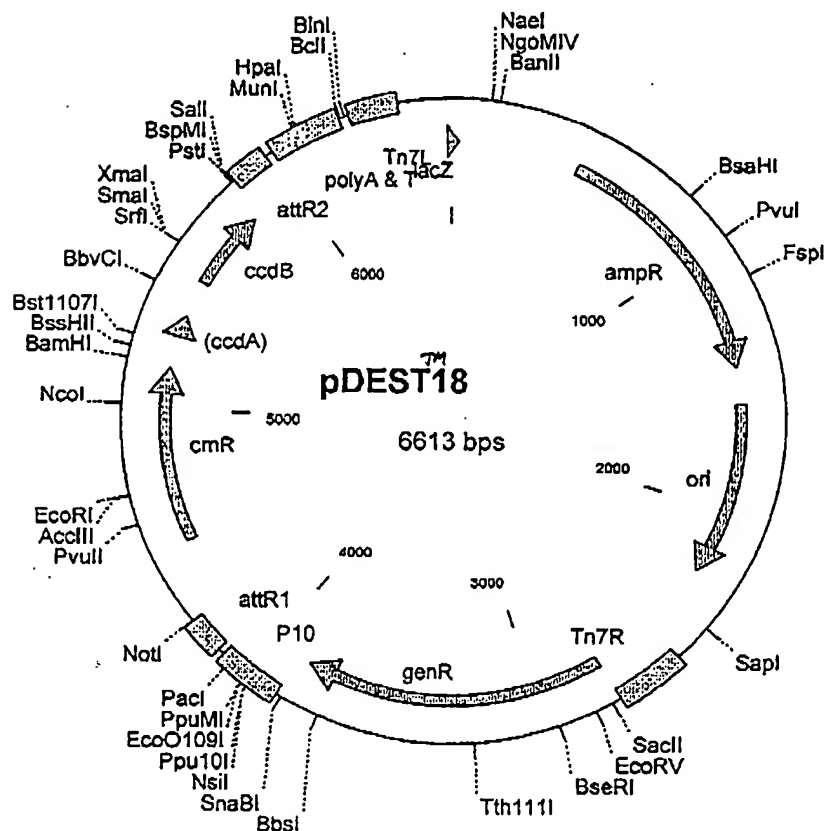 NaeI
NgoMIV
BanII
BsaHI
PvuI
FspI
SapI
SacII
EcoRV
BseRI
Tth111I
BbsI
SnaBI
NsiI
Ppu10I
EcoO109I
PpuMI
PacI
NotI
PvuII
AccIII
EcoRI
NcoI
BamHI
BssHII
Bst1107I
BbvCI
SrfI
SmaI
XmaI
PstI
BspMI
SalI
MunI
HpaI
BclI
BlnI
Tn7L
lacZ
polyA & T
attR2
ccdB
6000
(ccdA)
ampR
1000
pDEST™18
6613 bps
5000
cmR
2000
ori
4000
3000
attR1
P10
genR
Tn7R